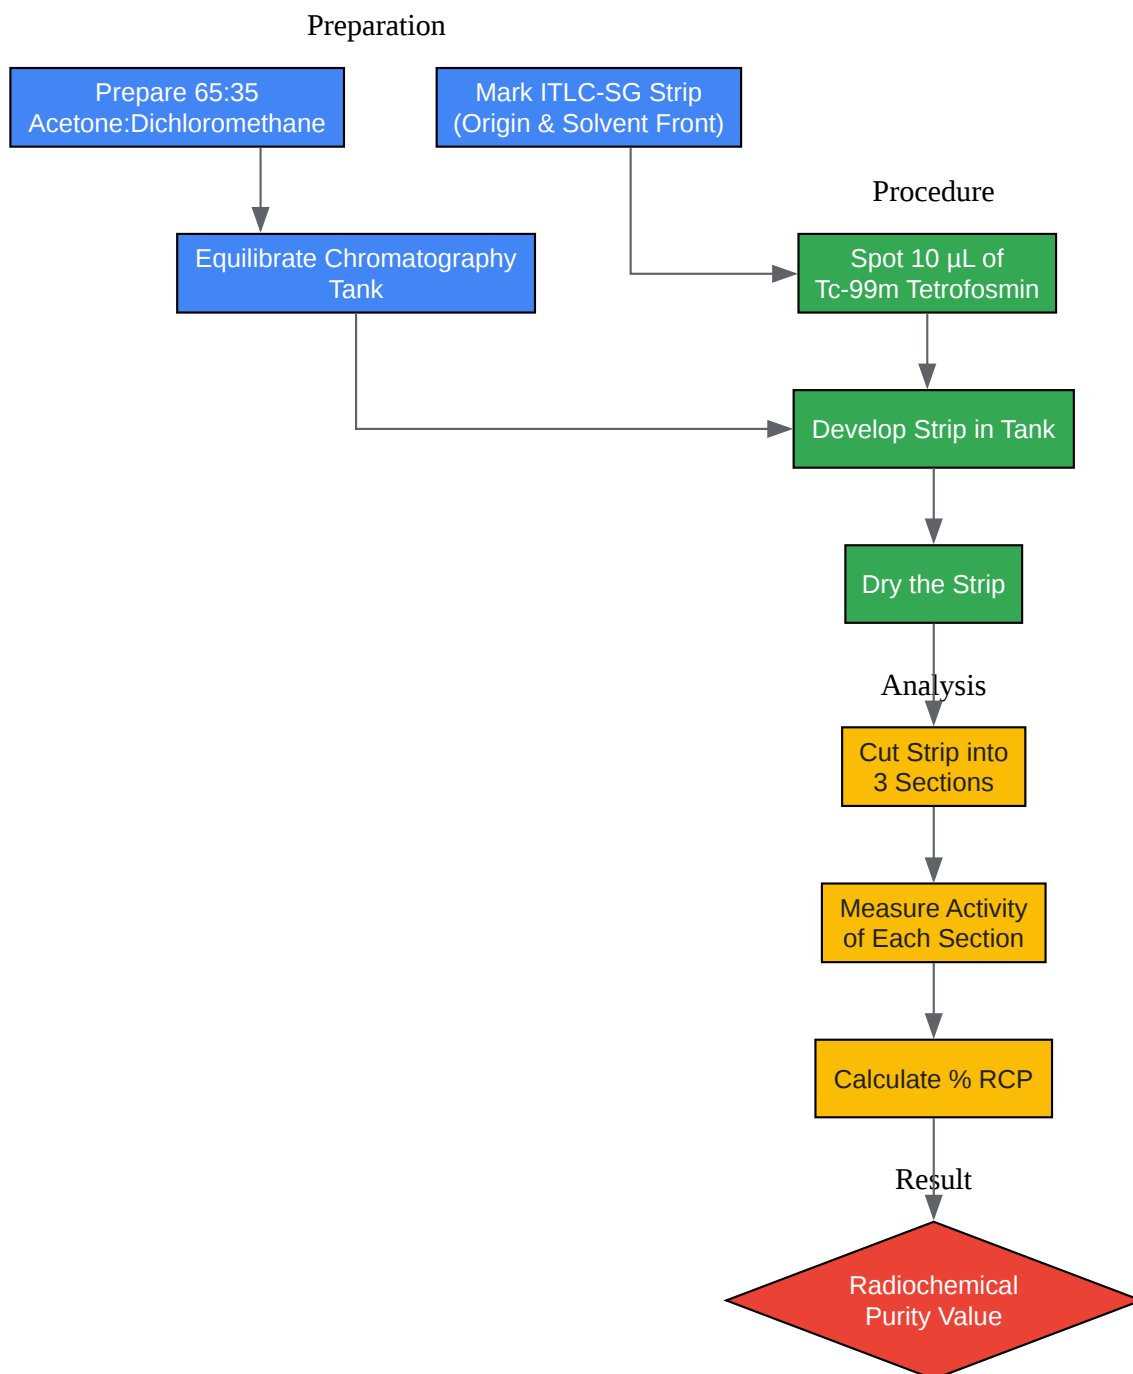 Preparation
Prepare 65:35
Acetone:Dichloromethane
Mark ITLC-SG Strip
(Origin & Solvent Front)
Equilibrate Chromatography
Tank
Procedure
Spot 10 µL of
Tc-99m Tetrofosmin
Develop Strip in Tank
Dry the Strip
Analysis
Cut Strip into
3 Sections
Measure Activity
of Each Section
Calculate % RCP
Result
Radiochemical
Purity Value